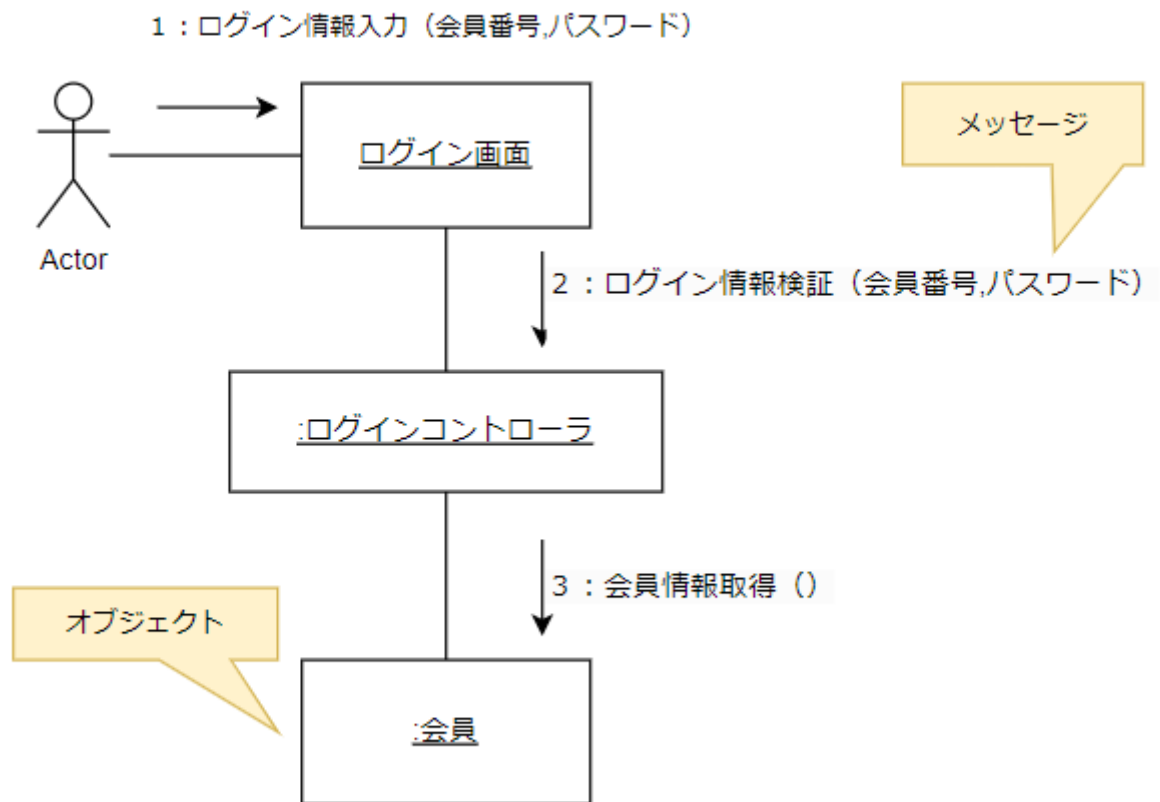 1：ログイン情報入力（会員番号,パスワード）
ログイン画面
メッセージ
Actor
2：ログイン情報検証（会員番号,パスワード）
:ログインコントローラ
3：会員情報取得（）
オブジェクト
:会員